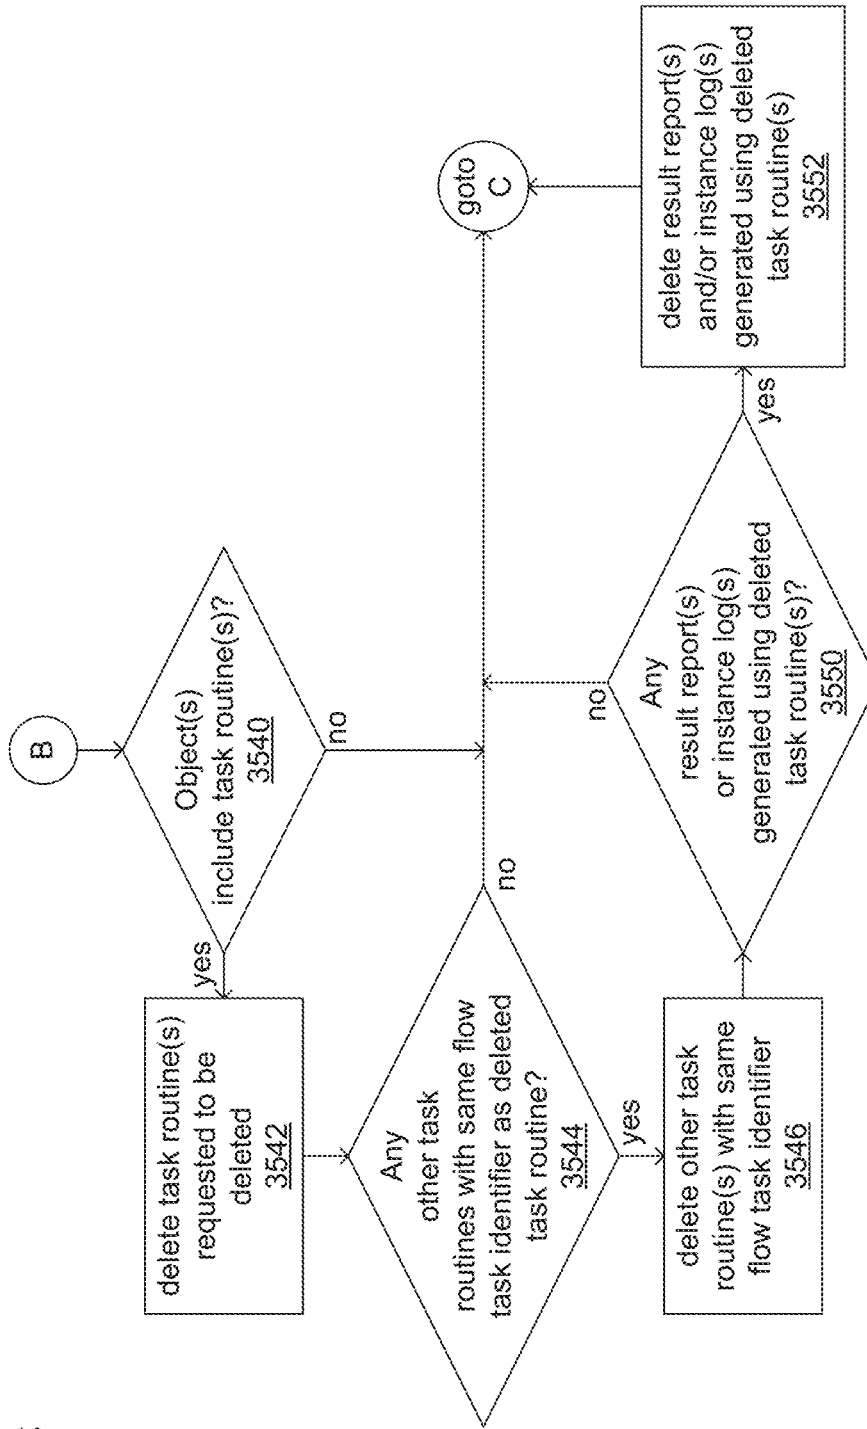 B
Object(s)
include task routine(s)?
3540
yes
no
delete task routine(s)
requested to be
deleted
3542
Any
other task
routines with same flow
task identifier as deleted
task routine?
3544
no
yes
delete other task
routine(s) with same
flow task identifier
3546
Any
result report(s)
or instance log(s)
generated using deleted
task routine(s)?
3550
no
yes
delete result report(s)
and/or instance log(s)
generated using deleted
task routine(s)
3552
goto
C